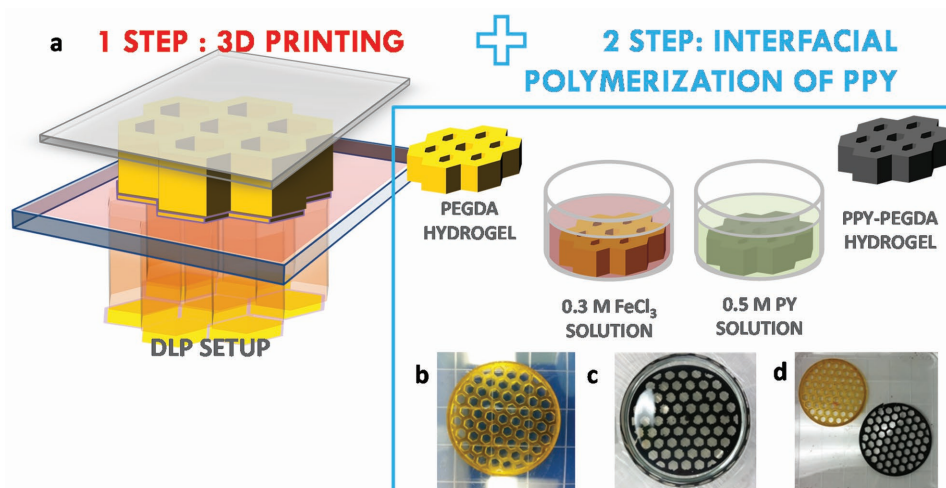 a
1 STEP : 3D PRINTING
2 STEP: INTERFACIAL
POLYMERIZATION OF PPY
PEGDA
HYDROGEL
PPY-PEGDA
HYDROGEL
0.3 M FeCl₃
SOLUTION
0.5 M PY
SOLUTION
DLP SETUP
b
c
d